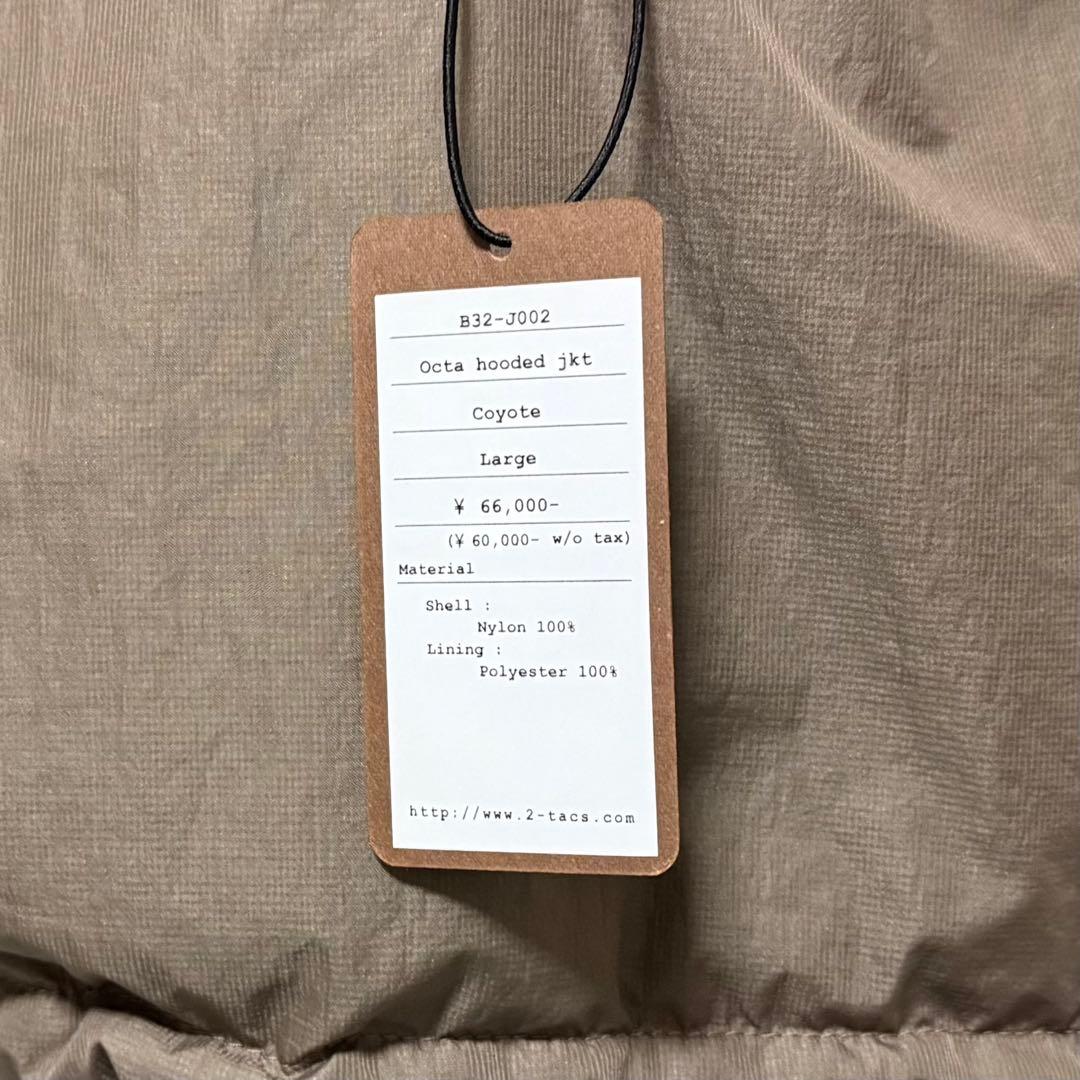 B32-J002
Octa hooded jkt
Coyote
Large
¥ 66,000-
(¥ 60,000- w/o tax)
Material
Shell :
Nylon 100%
Lining :
Polyester 100%
http://www.2-tacs.com